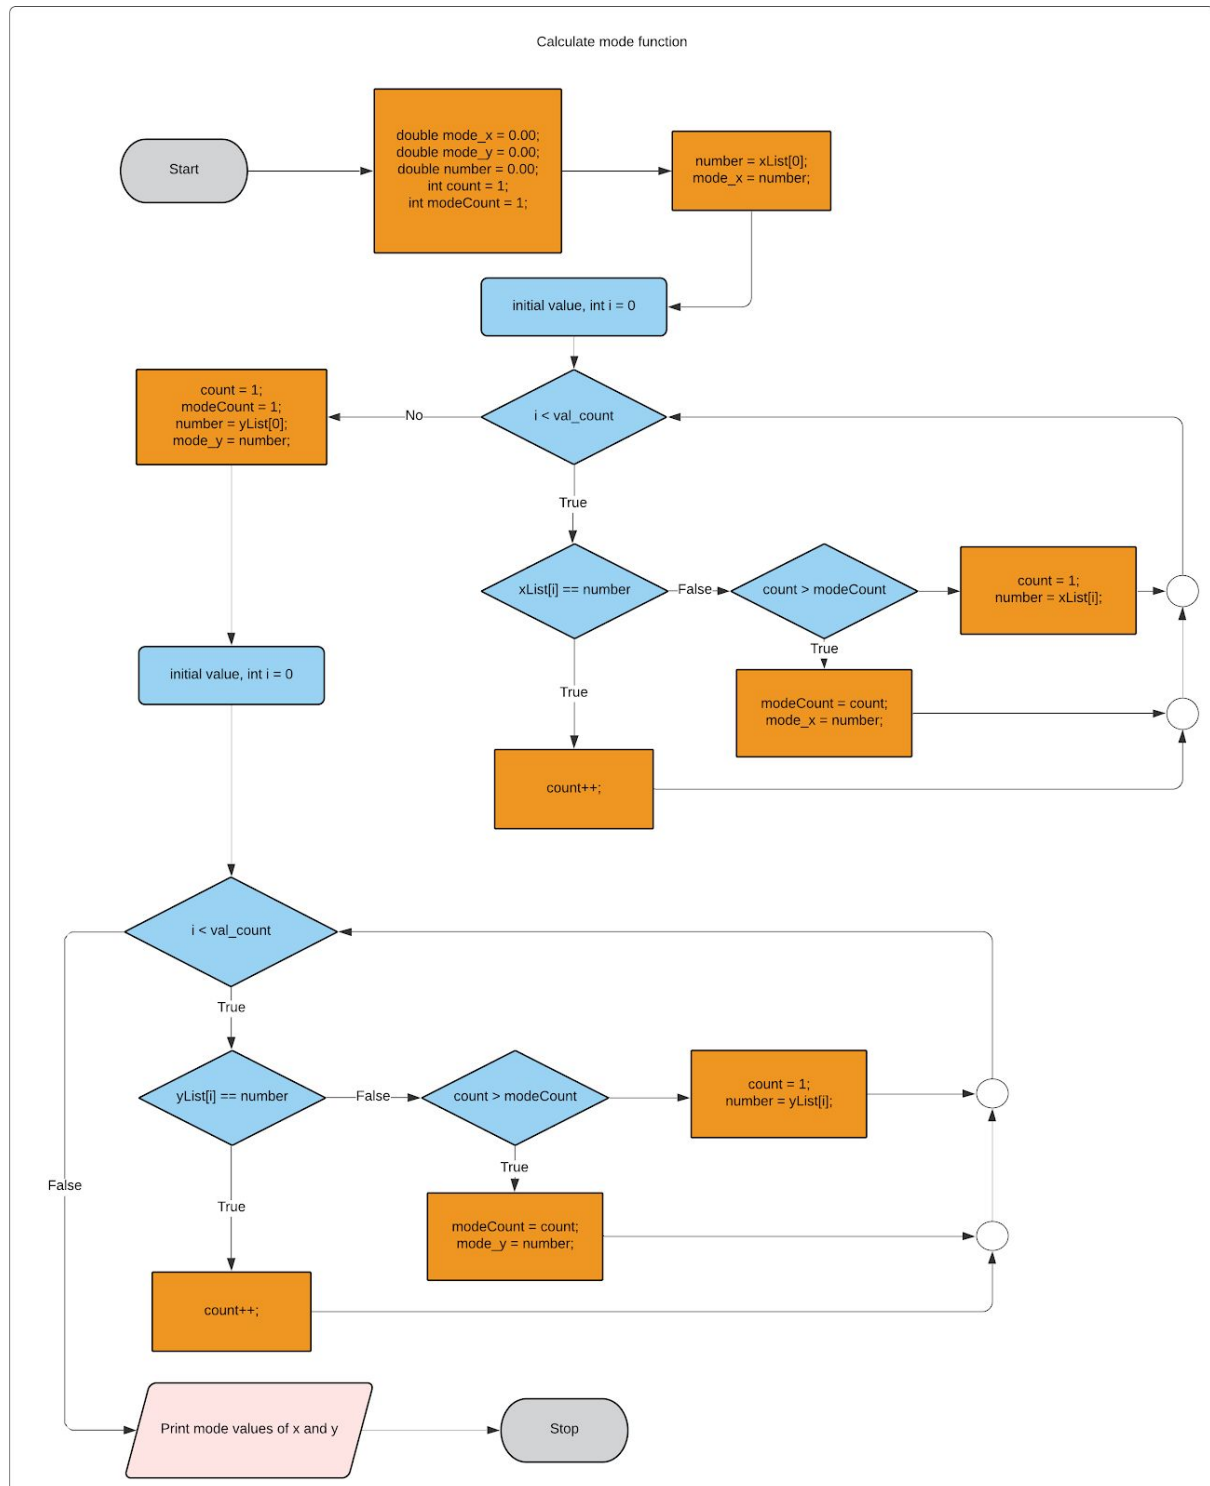 Calculate mode function
Start
double mode_x = 0.00;
double mode_y = 0.00;
double number = 0.00;
int count = 1;
int modeCount = 1;
number = xList[0];
mode_x = number;
initial value, int i = 0
i < val_count
No
count = 1;
modeCount = 1;
number = yList[0];
mode_y = number;
True
xList[i] == number
False
count > modeCount
count = 1;
number = xList[i];
True
modeCount = count;
mode_x = number;
True
count++;
initial value, int i = 0
i < val_count
True
yList[i] == number
False
count > modeCount
count = 1;
number = yList[i];
True
modeCount = count;
mode_y = number;
True
count++;
False
Print mode values of x and y
Stop